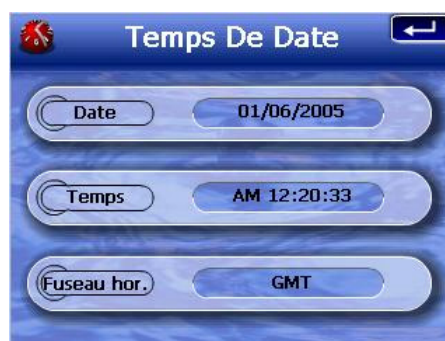 Temps De Date
Date 01/06/2005
Temps AM 12:20:33
Fuseau hor. GMT